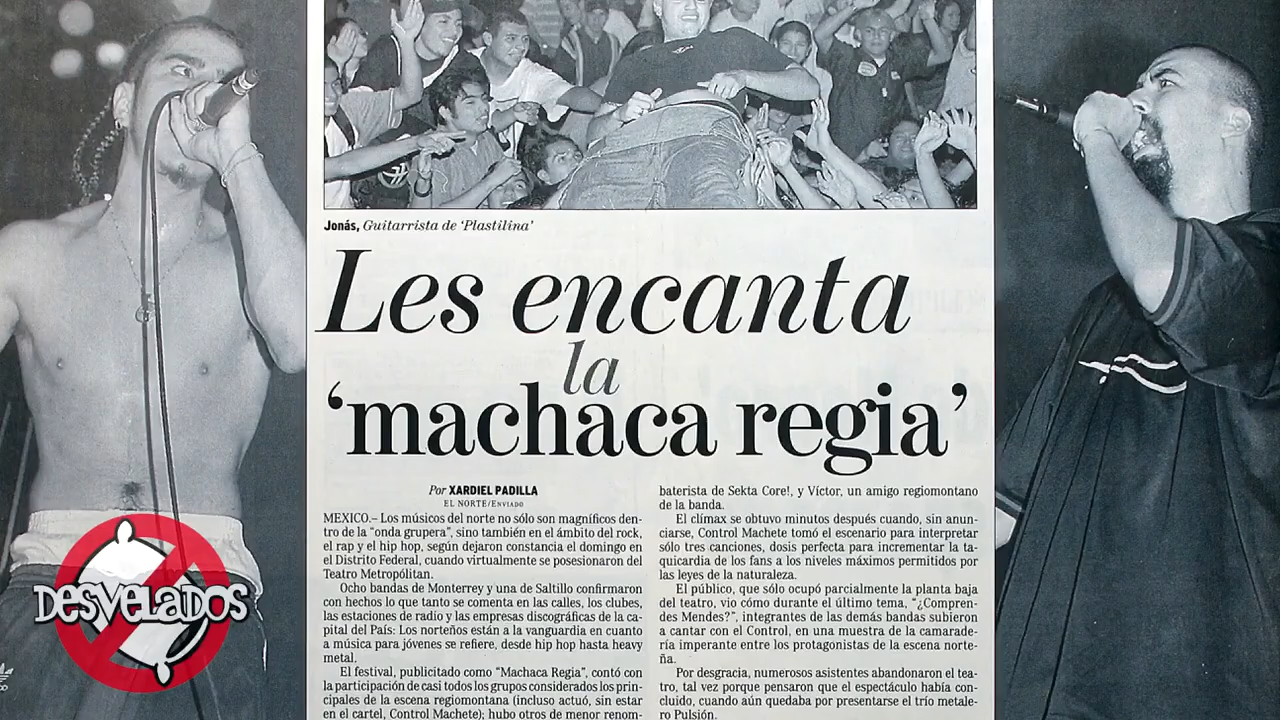 Jonás, Guitarrista de ‘Plastilina’
Les encanta
la
‘machaca regia’
Por XARDIEL PADILLA
EL NORTE/Enviado
MEXICO.– Los músicos del norte no sólo son magníficos den-
tro de la “onda grupera”, sino también en el ámbito del rock,
el rap y el hip hop, según dejaron constancia el domingo en
el Distrito Federal, cuando virtualmente se posesionaron del
Teatro Metropólitan.
Ocho bandas de Monterrey y una de Saltillo confirmaron
con hechos lo que tanto se comenta en las calles, los clubes,
las estaciones de radio y las empresas discográficas de la ca-
pital del País: Los norteños están a la vanguardia en cuanto
a música para jóvenes se refiere, desde hip hop hasta heavy
metal.
El festival, publicitado como “Machaca Regia”, contó con
la participación de casi todos los grupos considerados los prin-
cipales de la escena regiomontana (incluso actuó, sin estar
en el cartel, Control Machete); hubo otros de menor renom-
baterista de Sekta Core!, y Víctor, un amigo regiomontano
de la banda.
El clímax se obtuvo minutos después cuando, sin anun-
ciarse, Control Machete tomó el escenario para interpretar
sólo tres canciones, dosis perfecta para incrementar la ta-
quicardia de los fans a los niveles máximos permitidos por
las leyes de la naturaleza.
El público, que sólo ocupó parcialmente la planta baja
del teatro, vio cómo durante el último tema, “¿Compren-
des Mendes?”, integrantes de las demás bandas subieron
a cantar con el Control, en una muestra de la camarade-
ría imperante entre los protagonistas de la escena norte-
ña.
Por desgracia, numerosos asistentes abandonaron el tea-
tro, tal vez porque pensaron que el espectáculo había con-
cluido, cuando aún quedaba por presentarse el trío metale-
ro Pulsión.
DESVELADOS